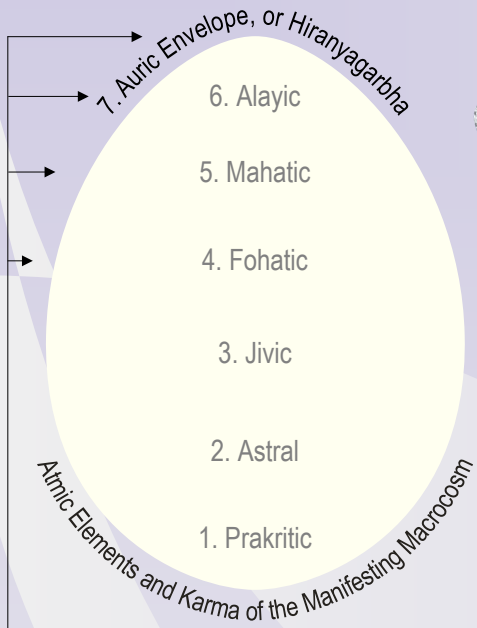 7. Auric Envelope, or Hiranyagarbha
6. Alayic
5. Mahatic
4. Fohatic
3. Jivic
2. Astral
1. Prakritic
Atmic Elements and Karma of the Manifesting Macrocosm